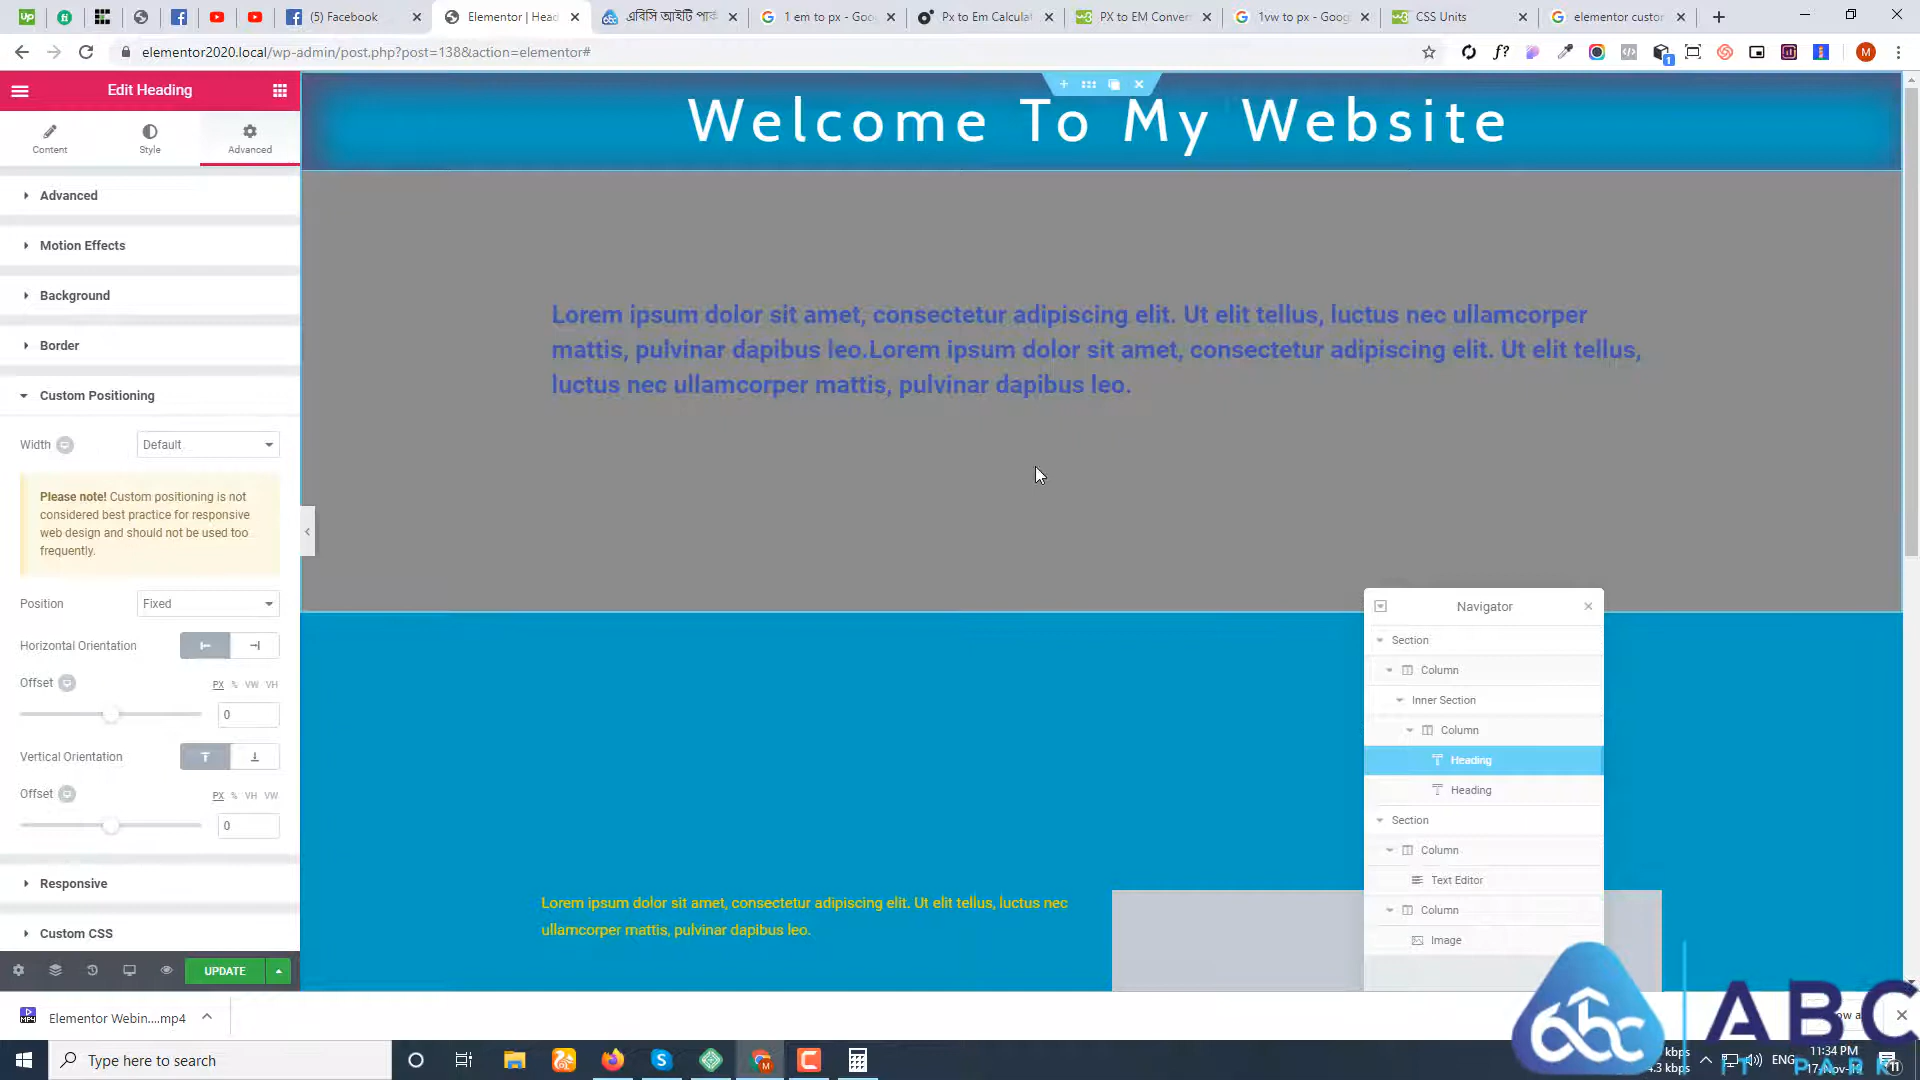 (5) Facebook
Elementor | Head
এবিসি আইটি পার্ক
1 em to px - Goo
Px to Em Calculat
PX to EM Conver
1vw to px - Goog
CSS Units
elementor custor
elementor2020.local/wp-admin/post.php?post=138&action=elementor#
Edit Heading
Content
Style
Advanced
Advanced
Motion Effects
Background
Border
Custom Positioning
Width
Default
Please note! Custom positioning is not
considered best practice for responsive
web design and should not be used too
frequently.
Position
Fixed
Horizontal Orientation
Offset
PX % VW VH
0
Vertical Orientation
Offset
PX % VH VW
0
Responsive
Custom CSS
UPDATE
Welcome To My Website
Lorem ipsum dolor sit amet, consectetur adipiscing elit. Ut elit tellus, luctus nec ullamcorper
mattis, pulvinar dapibus leo.Lorem ipsum dolor sit amet, consectetur adipiscing elit. Ut elit tellus,
luctus nec ullamcorper mattis, pulvinar dapibus leo.
Navigator
Section
Column
Inner Section
Column
Heading
Heading
Section
Column
Text Editor
Column
Image
Lorem ipsum dolor sit amet, consectetur adipiscing elit. Ut elit tellus, luctus nec
ullamcorper mattis, pulvinar dapibus leo.
Elementor Webin....mp4
Type here to search
abc
ABC
IT PARK
kbps
kbps
ENG
11:34 PM